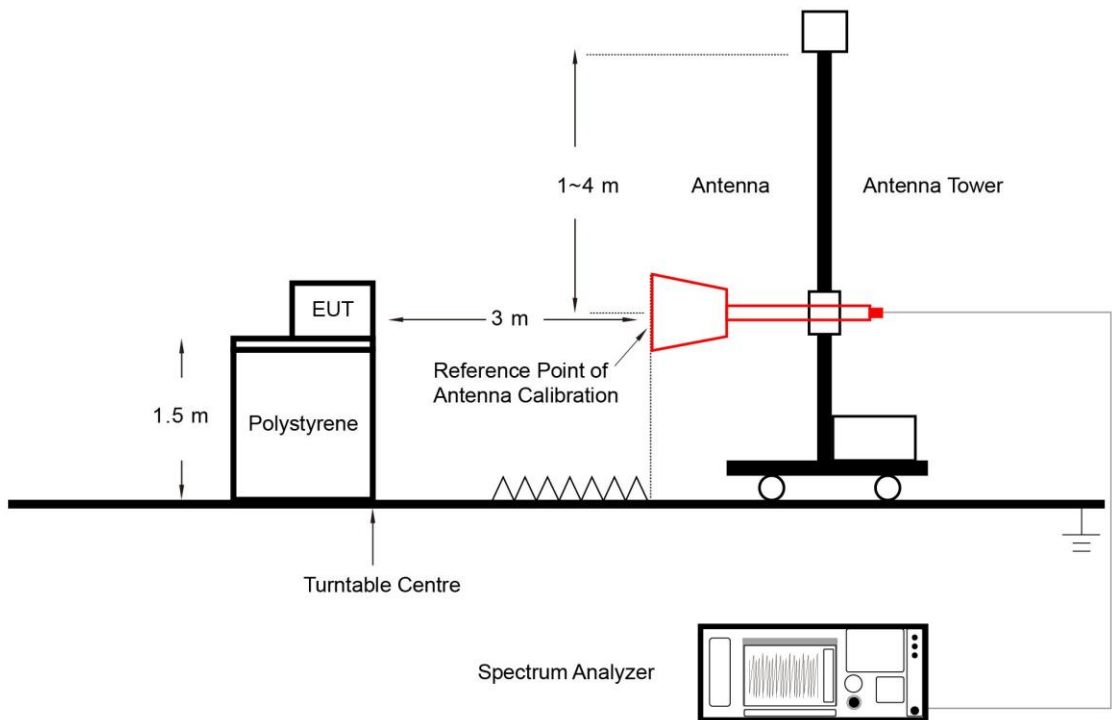 1~4 m
Antenna
Antenna Tower
EUT
3 m
Reference Point of
Antenna Calibration
1.5 m
Polystyrene
Turntable Centre
Spectrum Analyzer